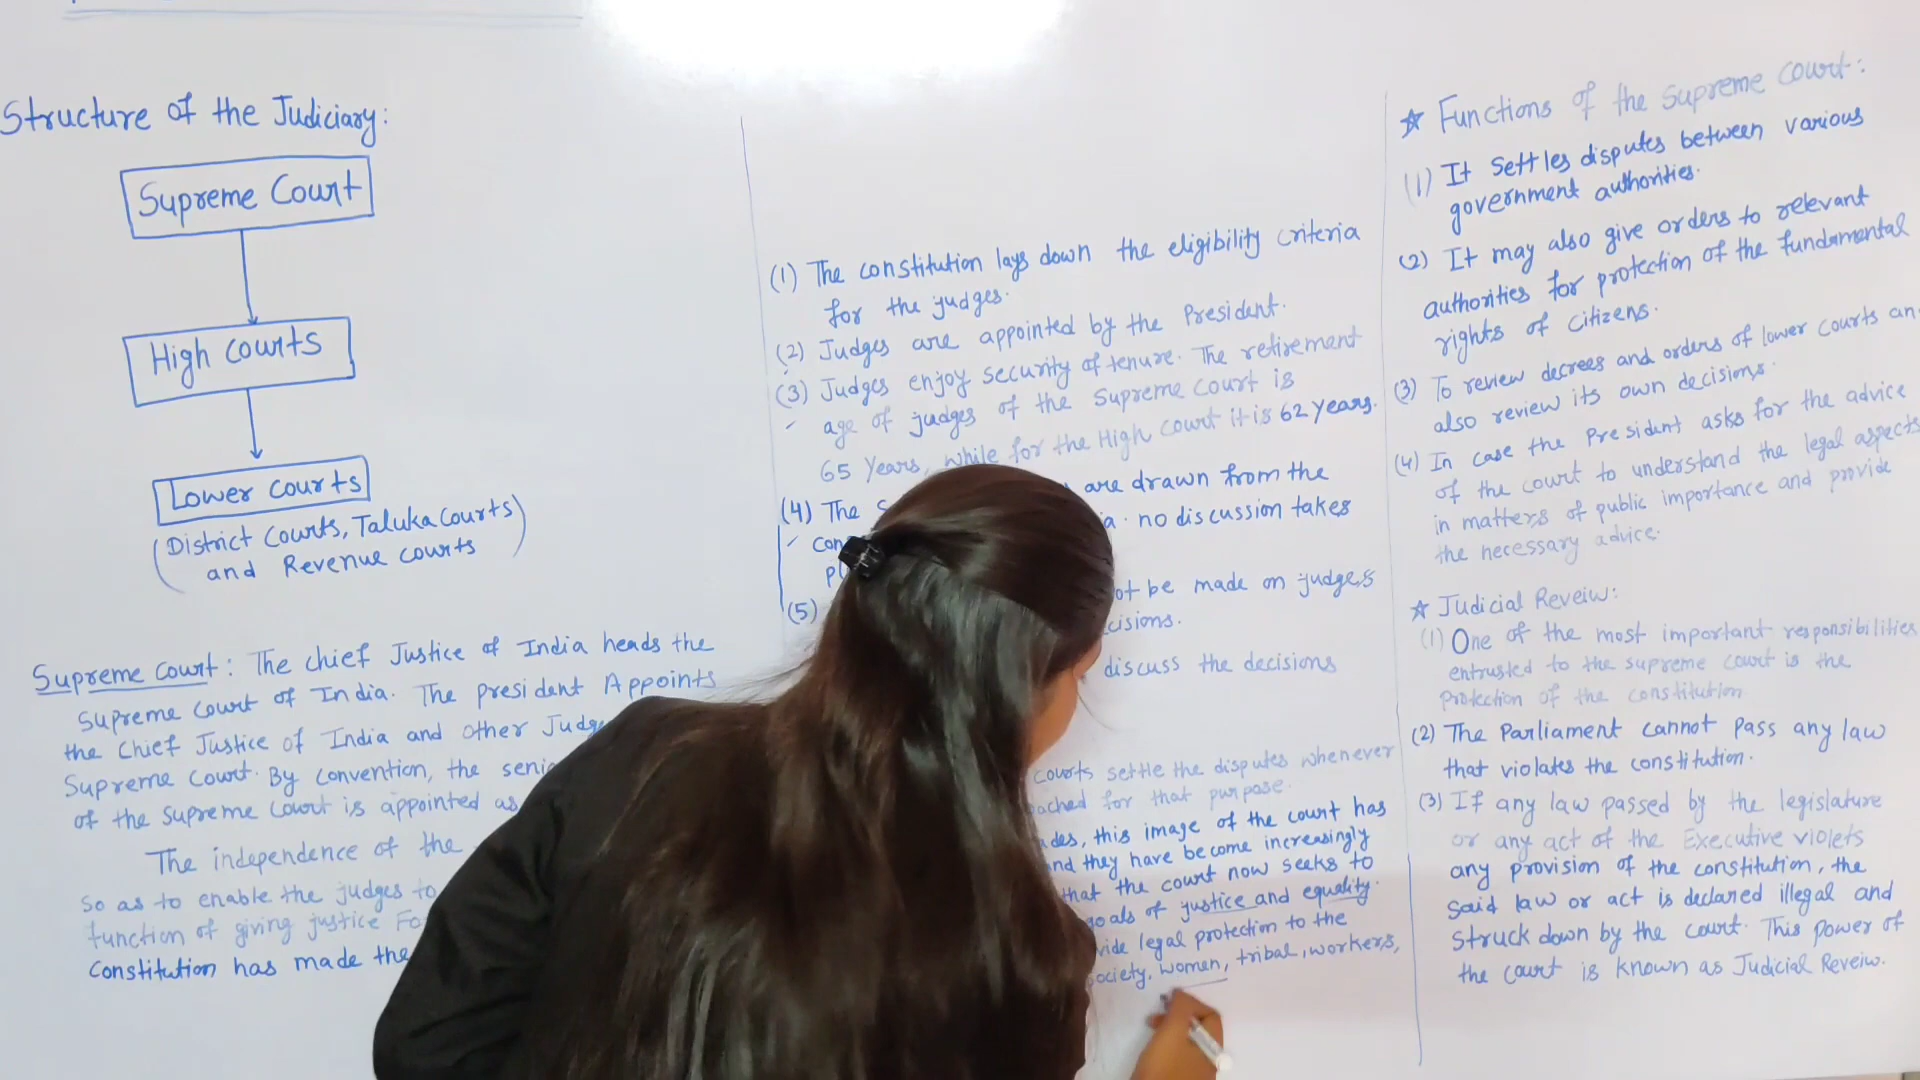 Structure of the Judiciary:
Supreme Court
High Courts
Lower courts
(District Courts, Taluka Courts
and Revenue courts)
Supreme Court: The chief Justice of India heads the
Supreme Court of India. The president Appoints
the Chief Justice of India and other
Supreme Court. By convention, the
of the Supreme Court is appointed as
The independence of the
So as to enable the judges to
function of giving justice
Constitution has made the
(1) The constitution lays down the eligibility criteria
for the judges.
(2) Judges are appointed by the President.
(3) Judges enjoy security of tenure. The retirement
age of judges of the Supreme Court is
65 Years, while for the High Court it is 62 Years.
(4) The are drawn from the
no discussion takes
(5) be made on judges
discuss the decisions
courts settle the disputes whenever
for that purpose.
this image of the court has
and they have become increasingly
that the court now seeks to
goals of justice and equality.
legal protection to the
society. women, tribal, workers,
★ Functions of the Supreme Court:
(1) It Settles disputes between various
government authorities.
(2) It may also give orders to relevant
authorities for protection of the fundamental
rights of citizens.
(3) To review decrees and orders of lower courts
also review its own decisions.
(4) In case the President asks for the advice
of the court to understand the legal aspects
in matters of public importance and provide
the necessary advice.
★ Judicial Reveiw:
(1) One of the most important responsibilities
entrusted to the supreme court is the
protection of the constitution
(2) The Parliament cannot pass any law
that violates the constitution.
(3) If any law passed by the legislature
or any act of the Executive violets
any provision of the constitution, the
said law or act is declared illegal and
struck down by the court. This power of
the court is known as Judicial Reveiw.